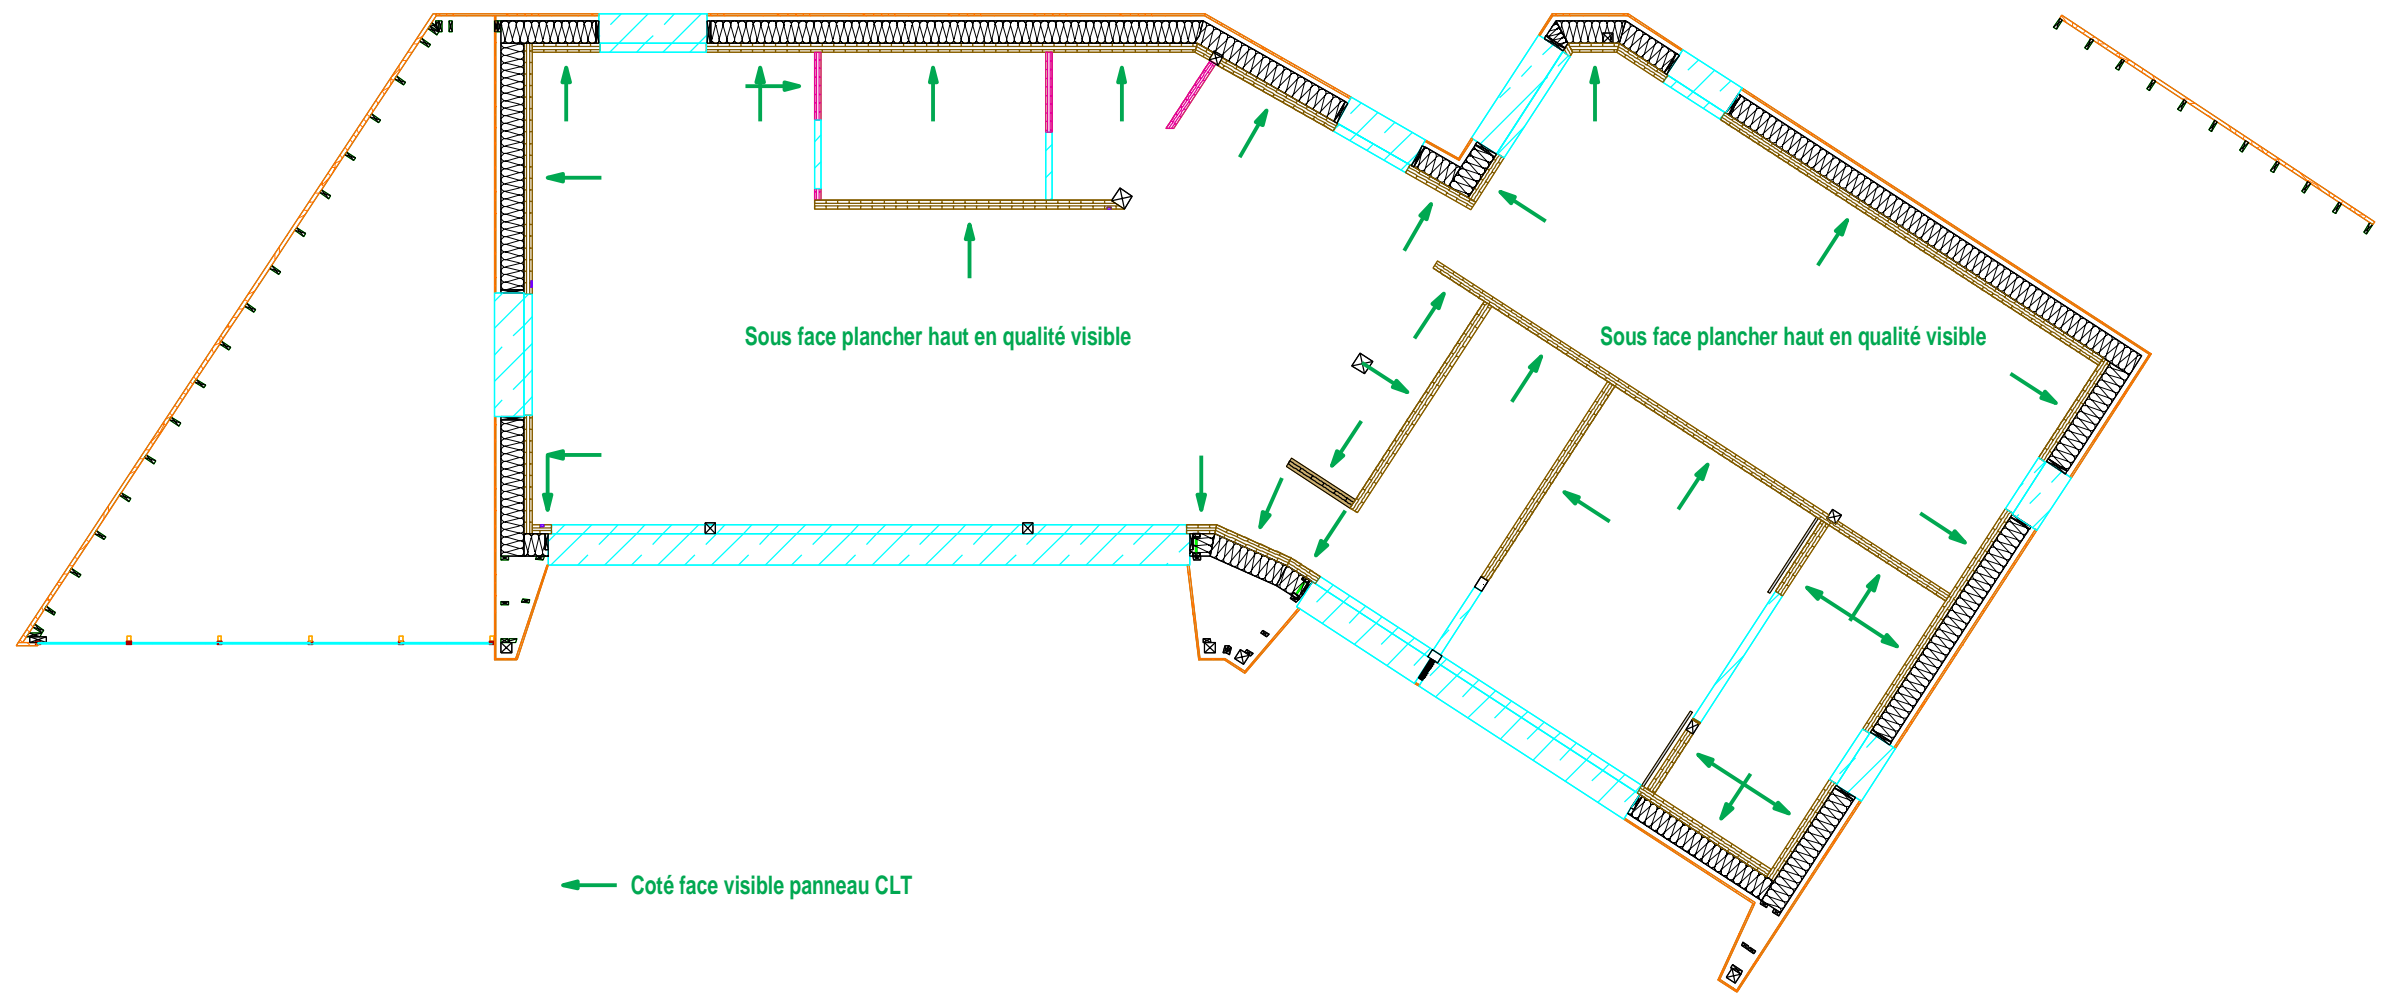 Sous face plancher haut en qualité visible
Sous face plancher haut en qualité visible
Coté face visible panneau CLT